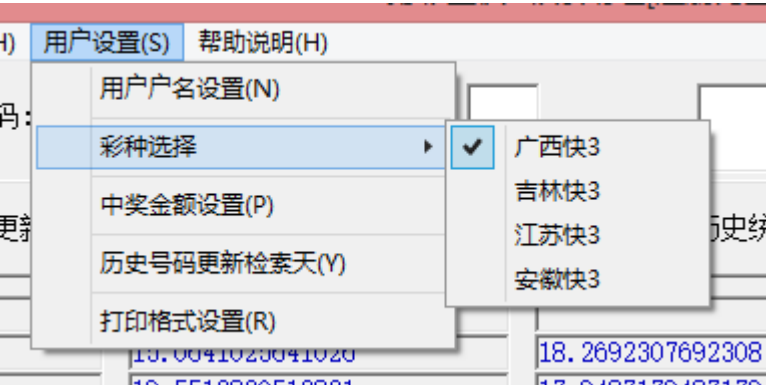 用户设置(S) 帮助说明(H)
用户户名设置(N)
码:
彩种选择
广西快3
吉林快3
中奖金额设置(P)
江苏快3
历史号码更新检索天(Y)
安徽快3
打印格式设置(R)
18.2692307692308